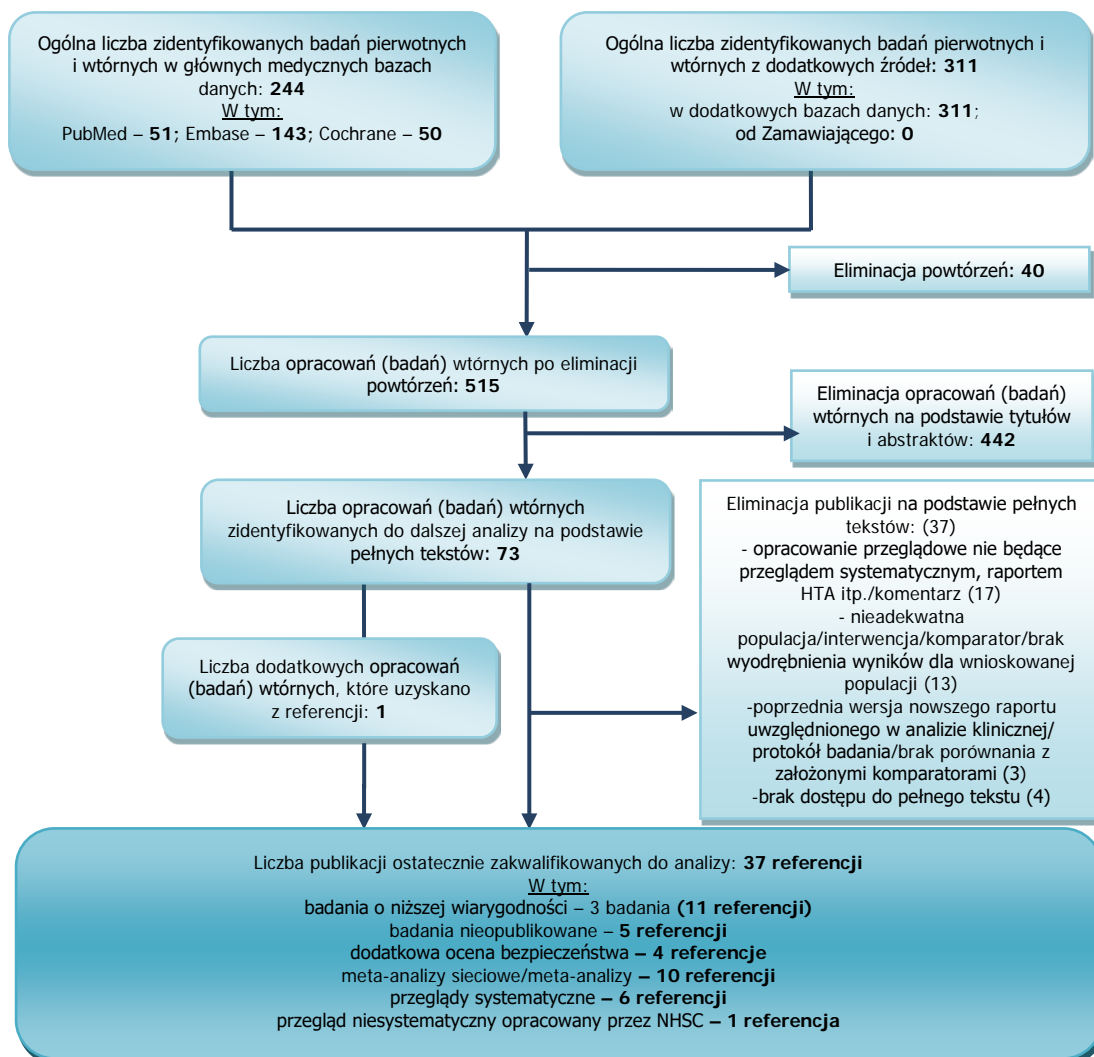 Ogólna liczba zidentyfikowanych badań pierwotnych
i wtórnych w głównych medycznych bazach
danych: 244
W tym:
PubMed – 51; Embase – 143; Cochrane – 50
Ogólna liczba zidentyfikowanych badań pierwotnych i
wtórnych z dodatkowych źródeł: 311
W tym:
w dodatkowych bazach danych: 311;
od Zamawiającego: 0
Eliminacja powtórzeń: 40
Liczba opracowań (badań) wtórnych po eliminacji
powtórzeń: 515
Eliminacja opracowań (badań)
wtórnych na podstawie tytułów
i abstraktów: 442
Liczba opracowań (badań) wtórnych
zidentyfikowanych do dalszej analizy na podstawie
pełnych tekstów: 73
Eliminacja publikacji na podstawie pełnych
tekstów: (37)
- opracowanie przeglądowe nie będące
przeglądem systematycznym, raportem
HTA itp./komentarz (17)
- nieadekwatna
populacja/interwencja/komparator/brak
wyodrębnienia wyników dla wnioskowanej
populacji (13)
-poprzednia wersja nowszego raportu
uwzględnionego w analizie klinicznej/
protokół badania/brak porównania z
założonymi komparatorami (3)
-brak dostępu do pełnego tekstu (4)
Liczba dodatkowych opracowań
(badań) wtórnych, które uzyskano
z referencji: 1
Liczba publikacji ostatecznie zakwalifikowanych do analizy: 37 referencji
W tym:
badania o niższej wiarygodności – 3 badania (11 referencji)
badania nieopublikowane – 5 referencji
dodatkowa ocena bezpieczeństwa – 4 referencje
meta-analizy sieciowe/meta-analizy – 10 referencji
przeglądy systematyczne – 6 referencji
przegląd niesystematyczny opracowany przez NHSC – 1 referencja